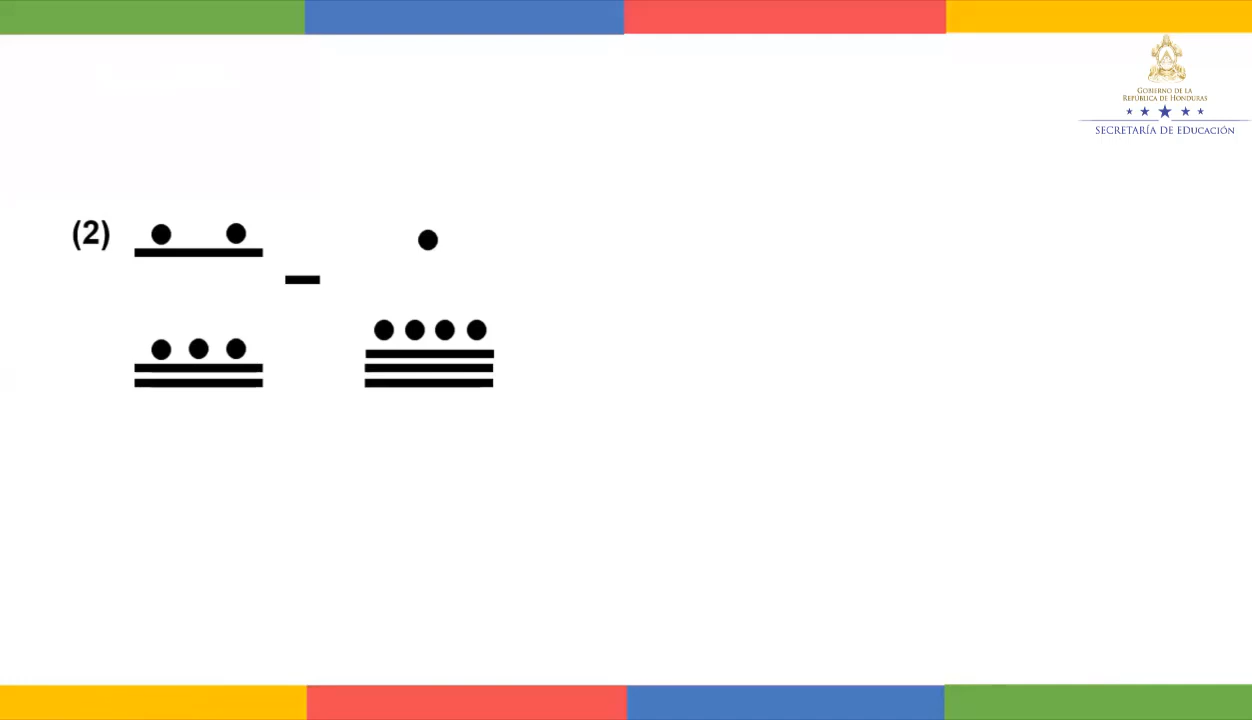 GOBIERNO DE LA
REPÚBLICA DE HONDURAS
SECRETARÍA DE EDUCACIÓN
(2)